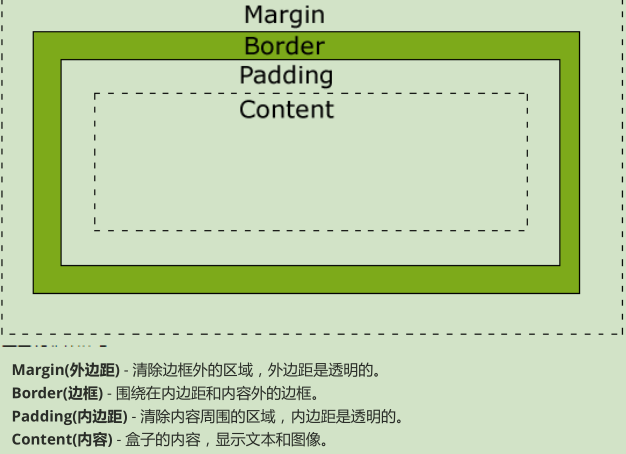 Margin
Border
Padding
Content
Margin(外边距) - 清除边框外的区域，外边距是透明的。
Border(边框) - 围绕在内边距和内容外的边框。
Padding(内边距) - 清除内容周围的区域，内边距是透明的。
Content(内容) - 盒子的内容，显示文本和图像。